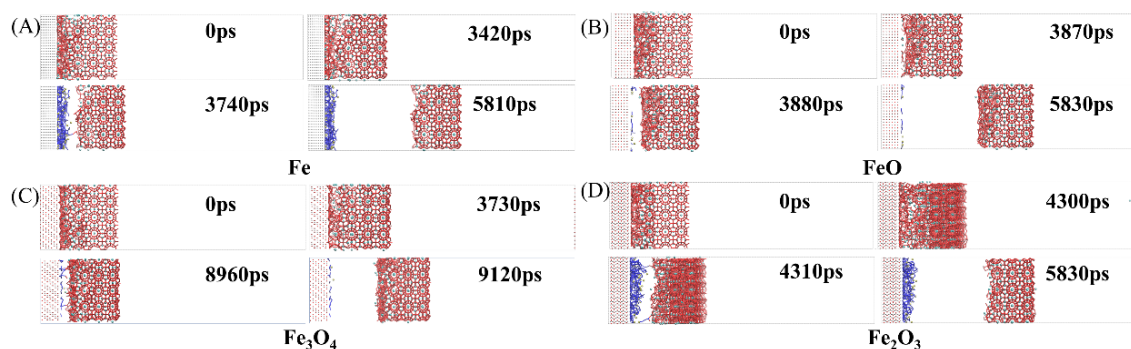 (A)
0ps
3420ps
3740ps
5810ps
Fe
(B)
0ps
3870ps
3880ps
5830ps
FeO
(C)
0ps
3730ps
8960ps
9120ps
Fe₃O₄
(D)
0ps
4300ps
4310ps
5830ps
Fe₂O₃